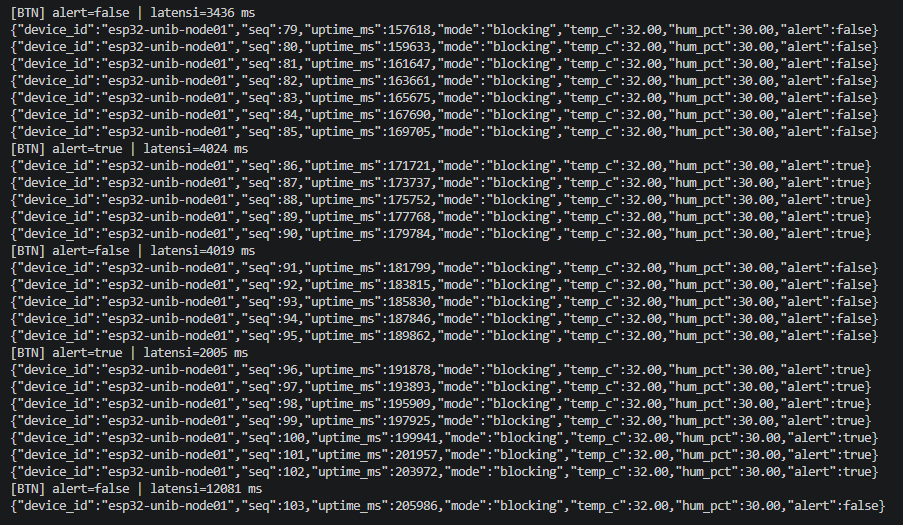 [BTN] alert=false | latensi=3436 ms
{"device_id":"esp32-unib-node01","seq":79,"uptime_ms":157618,"mode":"blocking","temp_c":32.00,"hum_pct":30.00,"alert":false}
{"device_id":"esp32-unib-node01","seq":80,"uptime_ms":159633,"mode":"blocking","temp_c":32.00,"hum_pct":30.00,"alert":false}
{"device_id":"esp32-unib-node01","seq":81,"uptime_ms":161647,"mode":"blocking","temp_c":32.00,"hum_pct":30.00,"alert":false}
{"device_id":"esp32-unib-node01","seq":82,"uptime_ms":163661,"mode":"blocking","temp_c":32.00,"hum_pct":30.00,"alert":false}
{"device_id":"esp32-unib-node01","seq":83,"uptime_ms":165675,"mode":"blocking","temp_c":32.00,"hum_pct":30.00,"alert":false}
{"device_id":"esp32-unib-node01","seq":84,"uptime_ms":167690,"mode":"blocking","temp_c":32.00,"hum_pct":30.00,"alert":false}
{"device_id":"esp32-unib-node01","seq":85,"uptime_ms":169705,"mode":"blocking","temp_c":32.00,"hum_pct":30.00,"alert":false}
[BTN] alert=true | latensi=4024 ms
{"device_id":"esp32-unib-node01","seq":86,"uptime_ms":171721,"mode":"blocking","temp_c":32.00,"hum_pct":30.00,"alert":true}
{"device_id":"esp32-unib-node01","seq":87,"uptime_ms":173737,"mode":"blocking","temp_c":32.00,"hum_pct":30.00,"alert":true}
{"device_id":"esp32-unib-node01","seq":88,"uptime_ms":175752,"mode":"blocking","temp_c":32.00,"hum_pct":30.00,"alert":true}
{"device_id":"esp32-unib-node01","seq":89,"uptime_ms":177768,"mode":"blocking","temp_c":32.00,"hum_pct":30.00,"alert":true}
{"device_id":"esp32-unib-node01","seq":90,"uptime_ms":179784,"mode":"blocking","temp_c":32.00,"hum_pct":30.00,"alert":true}
[BTN] alert=false | latensi=4019 ms
{"device_id":"esp32-unib-node01","seq":91,"uptime_ms":181799,"mode":"blocking","temp_c":32.00,"hum_pct":30.00,"alert":false}
{"device_id":"esp32-unib-node01","seq":92,"uptime_ms":183815,"mode":"blocking","temp_c":32.00,"hum_pct":30.00,"alert":false}
{"device_id":"esp32-unib-node01","seq":93,"uptime_ms":185830,"mode":"blocking","temp_c":32.00,"hum_pct":30.00,"alert":false}
{"device_id":"esp32-unib-node01","seq":94,"uptime_ms":187846,"mode":"blocking","temp_c":32.00,"hum_pct":30.00,"alert":false}
{"device_id":"esp32-unib-node01","seq":95,"uptime_ms":189862,"mode":"blocking","temp_c":32.00,"hum_pct":30.00,"alert":false}
[BTN] alert=true | latensi=2005 ms
{"device_id":"esp32-unib-node01","seq":96,"uptime_ms":191878,"mode":"blocking","temp_c":32.00,"hum_pct":30.00,"alert":true}
{"device_id":"esp32-unib-node01","seq":97,"uptime_ms":193893,"mode":"blocking","temp_c":32.00,"hum_pct":30.00,"alert":true}
{"device_id":"esp32-unib-node01","seq":98,"uptime_ms":195909,"mode":"blocking","temp_c":32.00,"hum_pct":30.00,"alert":true}
{"device_id":"esp32-unib-node01","seq":99,"uptime_ms":197925,"mode":"blocking","temp_c":32.00,"hum_pct":30.00,"alert":true}
{"device_id":"esp32-unib-node01","seq":100,"uptime_ms":199941,"mode":"blocking","temp_c":32.00,"hum_pct":30.00,"alert":true}
{"device_id":"esp32-unib-node01","seq":101,"uptime_ms":201957,"mode":"blocking","temp_c":32.00,"hum_pct":30.00,"alert":true}
{"device_id":"esp32-unib-node01","seq":102,"uptime_ms":203972,"mode":"blocking","temp_c":32.00,"hum_pct":30.00,"alert":true}
[BTN] alert=false | latensi=12081 ms
{"device_id":"esp32-unib-node01","seq":103,"uptime_ms":205986,"mode":"blocking","temp_c":32.00,"hum_pct":30.00,"alert":false}